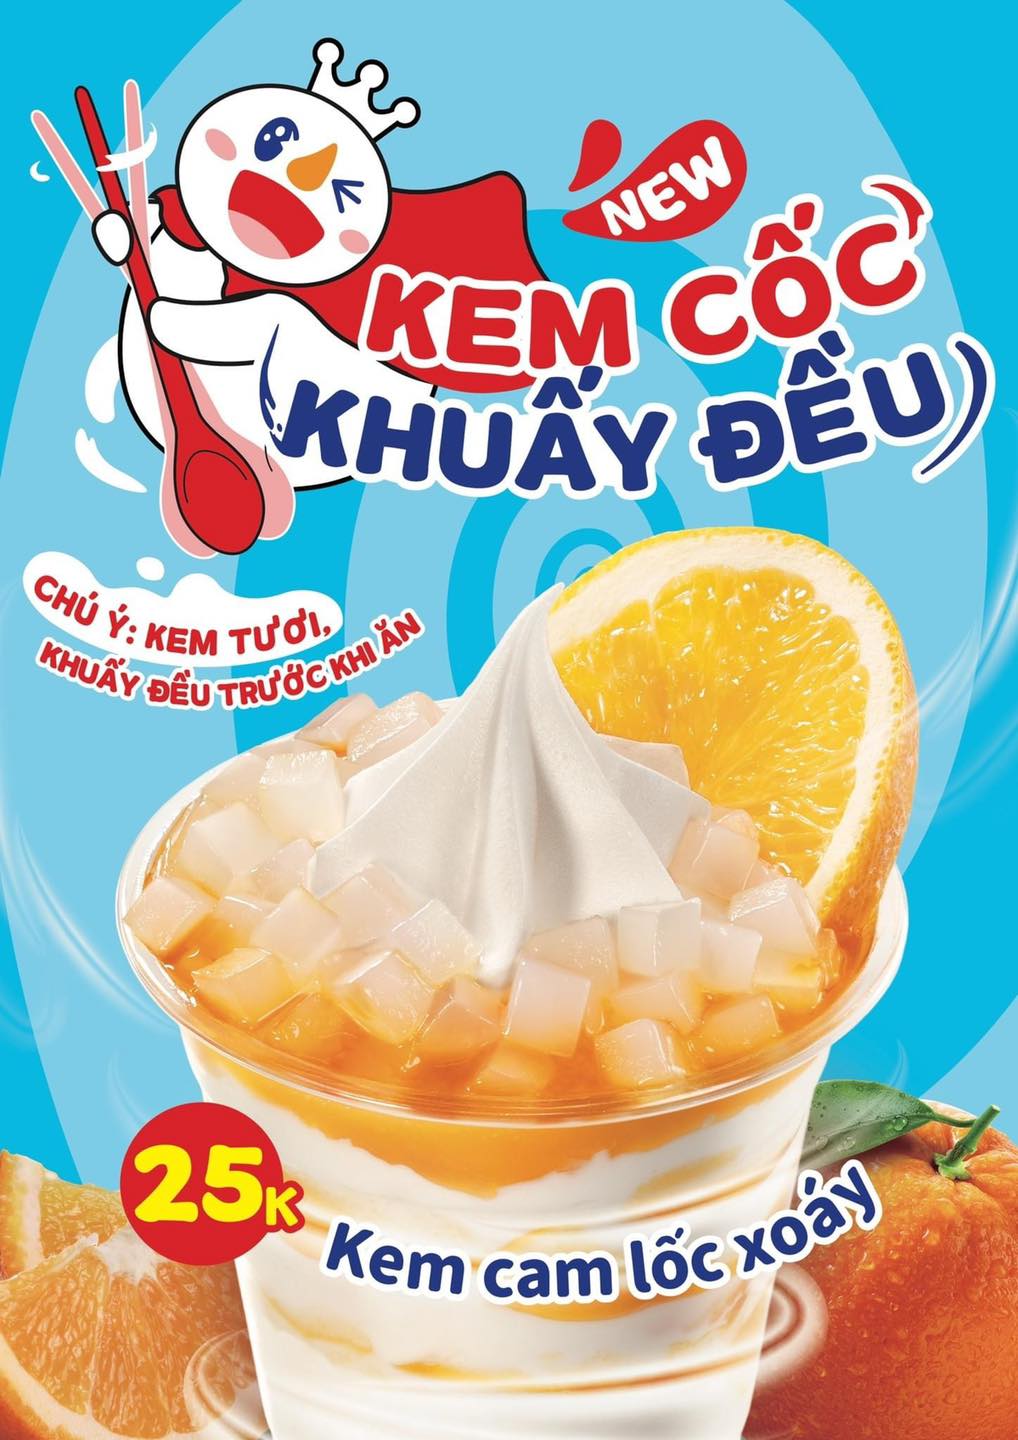 NEW
KEM CỐC
KHUẤY ĐỀU
CHÚ Ý: KEM TƯƠI,
KHUẤY ĐỀU TRƯỚC KHI ĂN
25K
Kem cam lốc xoáy